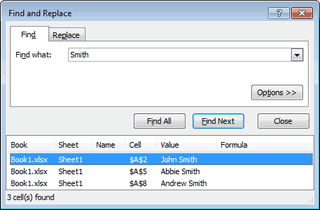 Find and Replace
Find Replace
Find what: Smith
Options >>
Find All Find Next Close
Book Sheet Name Cell Value Formula
Book1.xlsx Sheet1 $A$2 John Smith
Book1.xlsx Sheet1 $A$5 Abbie Smith
Book1.xlsx Sheet1 $A$8 Andrew Smith
3 cell(s) found